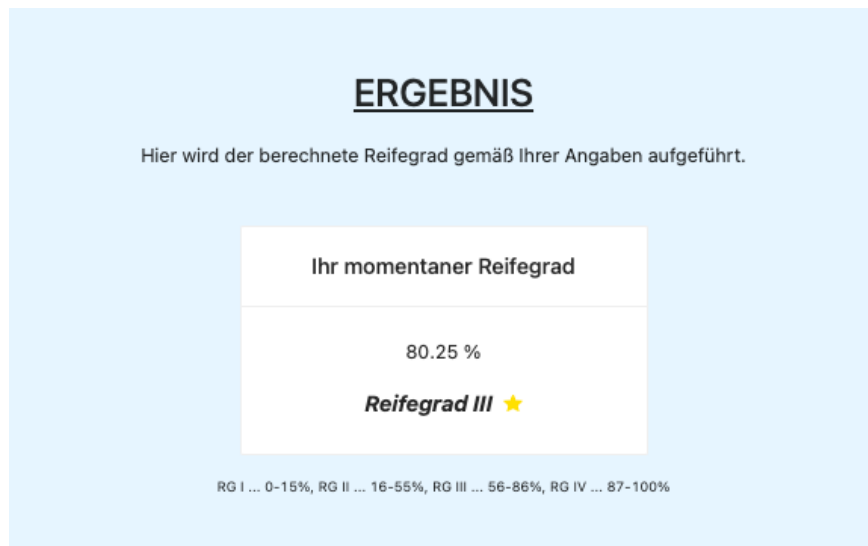 ERGEBNIS
Hier wird der berechnete Reifegrad gemäß Ihrer Angaben aufgeführt.
Ihr momentaner Reifegrad
80.25 %
Reifegrad III
RG I ... 0-15%, RG II ... 16-55%, RG III ... 56-86%, RG IV ... 87-100%